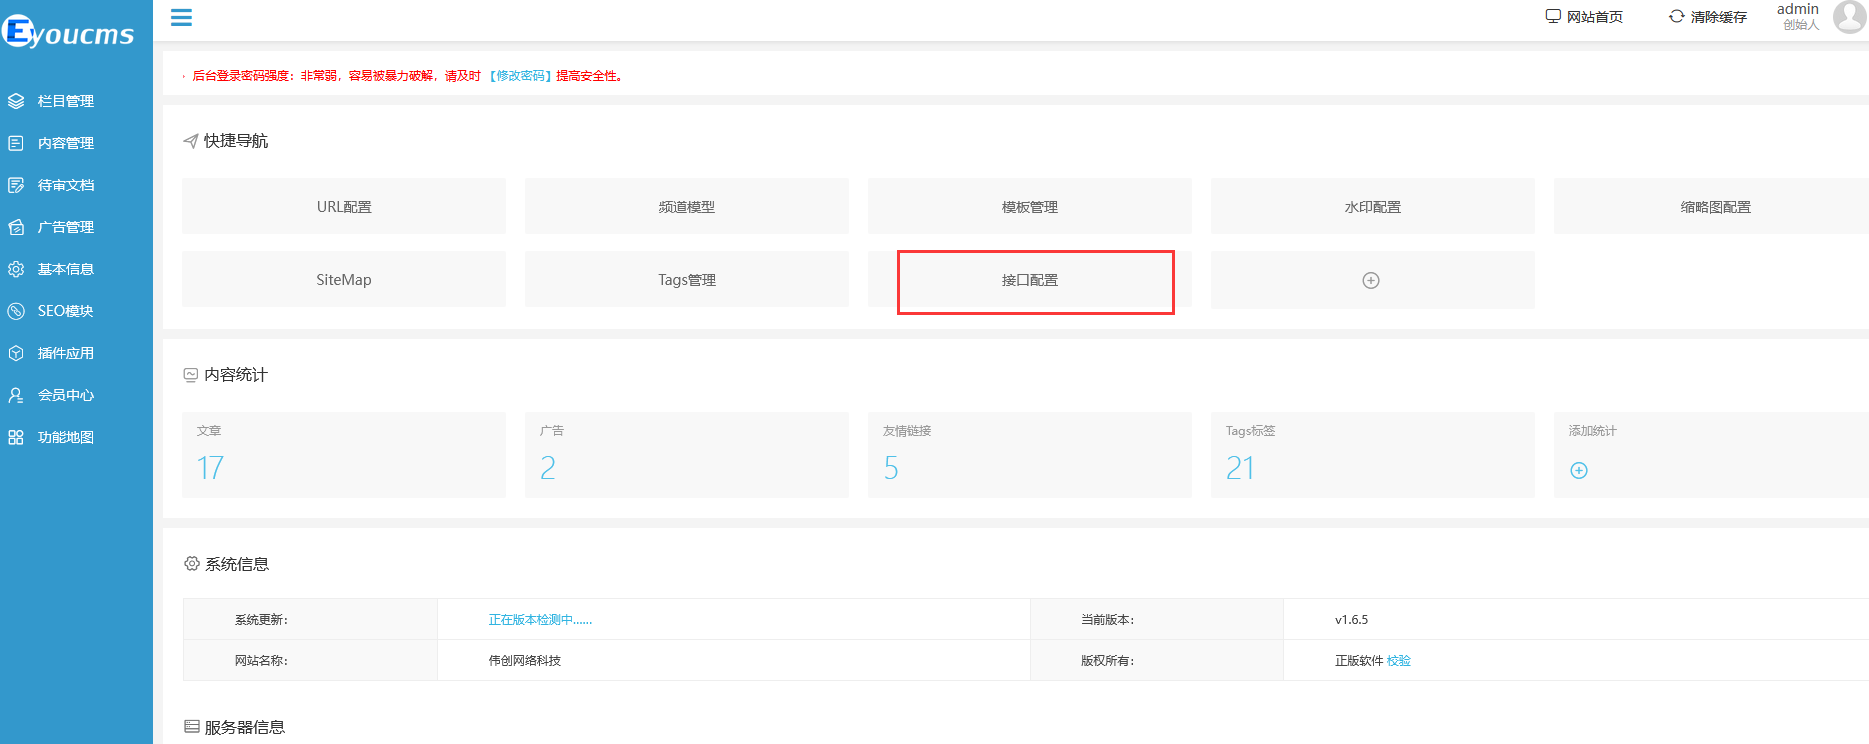 Eyoucms
网站首页
清除缓存
admin
创始人
后台登录密码强度：非常弱，容易被暴力破解，请及时 【修改密码】提高安全性。
栏目管理
内容管理
待审文档
广告管理
基本信息
SEO模块
插件应用
会员中心
功能地图
快捷导航
URL配置
频道模型
模板管理
水印配置
缩略图配置
SiteMap
Tags管理
接口配置
内容统计
文章
17
广告
2
友情链接
5
Tags标签
21
添加统计
系统信息
系统更新：
正在版本检测中......
当前版本：
v1.6.5
网站名称：
伟创网络科技
版权所有：
正版软件 校验
服务器信息